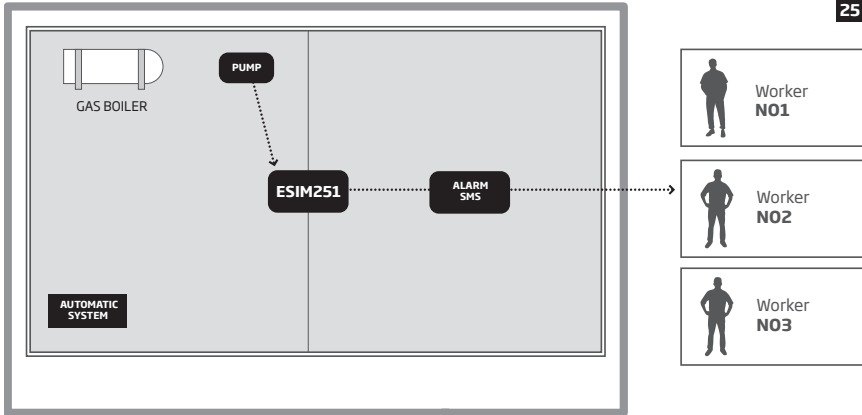 25
PUMP
GAS BOILER
Worker
NO1
ESIM251
ALARM
SMS
Worker
NO2
AUTOMATIC
SYSTEM
Worker
NO3